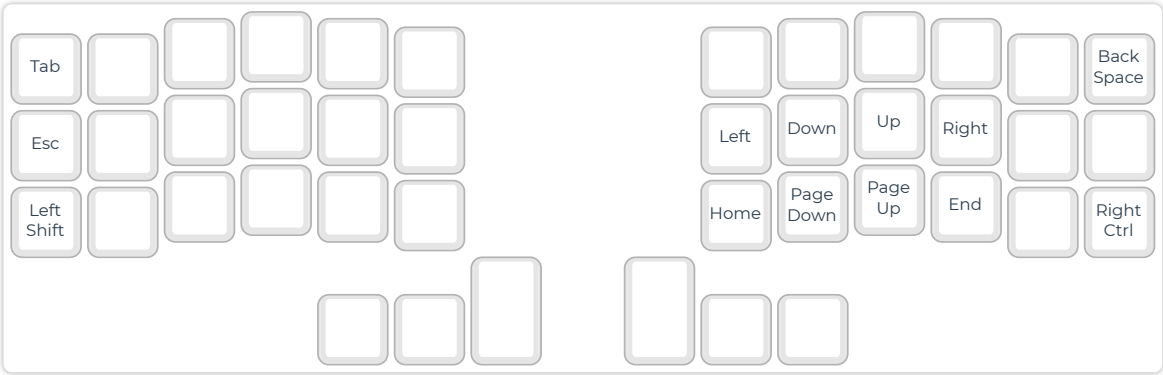 Tab
Back
Space
Esc
Left
Down
Up
Right
Left
Shift
Home
Page
Down
Page
Up
End
Right
Ctrl